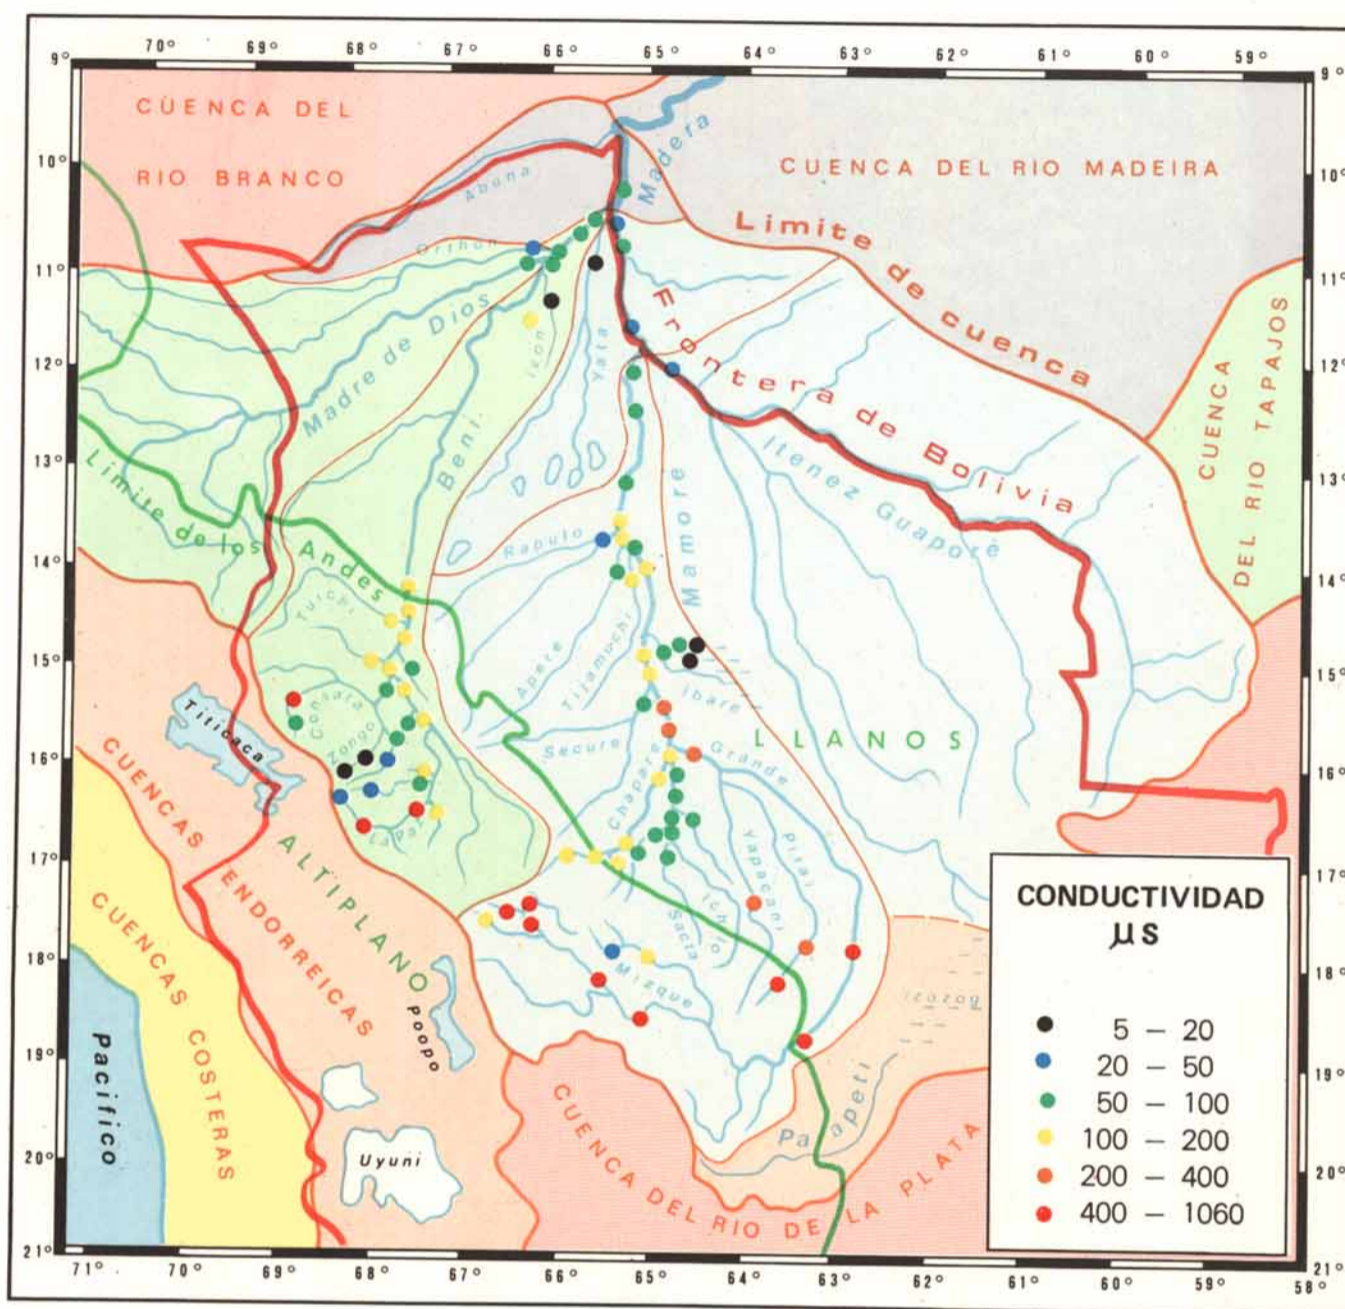 70° 69° 68° 67° 66° 65° 64° 63° 62° 61° 60° 59°
9° 9°
10° 10°
11° 11°
12° 12°
13° 13°
14° 14°
15° 15°
16° 16°
17° 17°
18° 18°
19° 19°
20° 20°
21° 21°
71° 70° 69° 68° 67° 66° 65° 64° 63° 62° 61° 60° 59° 58°
CUENCA DEL
RIO BRANCO
Abuna
Madera
CUENCA DEL RIO MADEIRA
Limite de cuenca
Orthon
Madre de Dios
Ikon
Yata
Beni
Frontera de Bolivia
CUENCA
DEL RIO TAPAJOS
Itenez Guaporé
Mamore
Limite de los Andes
Rapulo
Tuichi
Apere
Tijamuchi
Ibare
Titicaca
Consata
Zongo
La Paz
Secure
Chapare
Grande
LLANOS
Yapacani
Pirai
Ichilo
Sacta
Mizque
CUENCAS ENDORREICAS
ALTIPLANO
Poopo
CUENCAS COSTERAS
Pacifico
Uyuni
CUENCA DEL RIO DE LA PLATA
Parapeti
Bozozi
CONDUCTIVIDAD
µS
5 — 20
20 — 50
50 — 100
100 — 200
200 — 400
400 — 1060